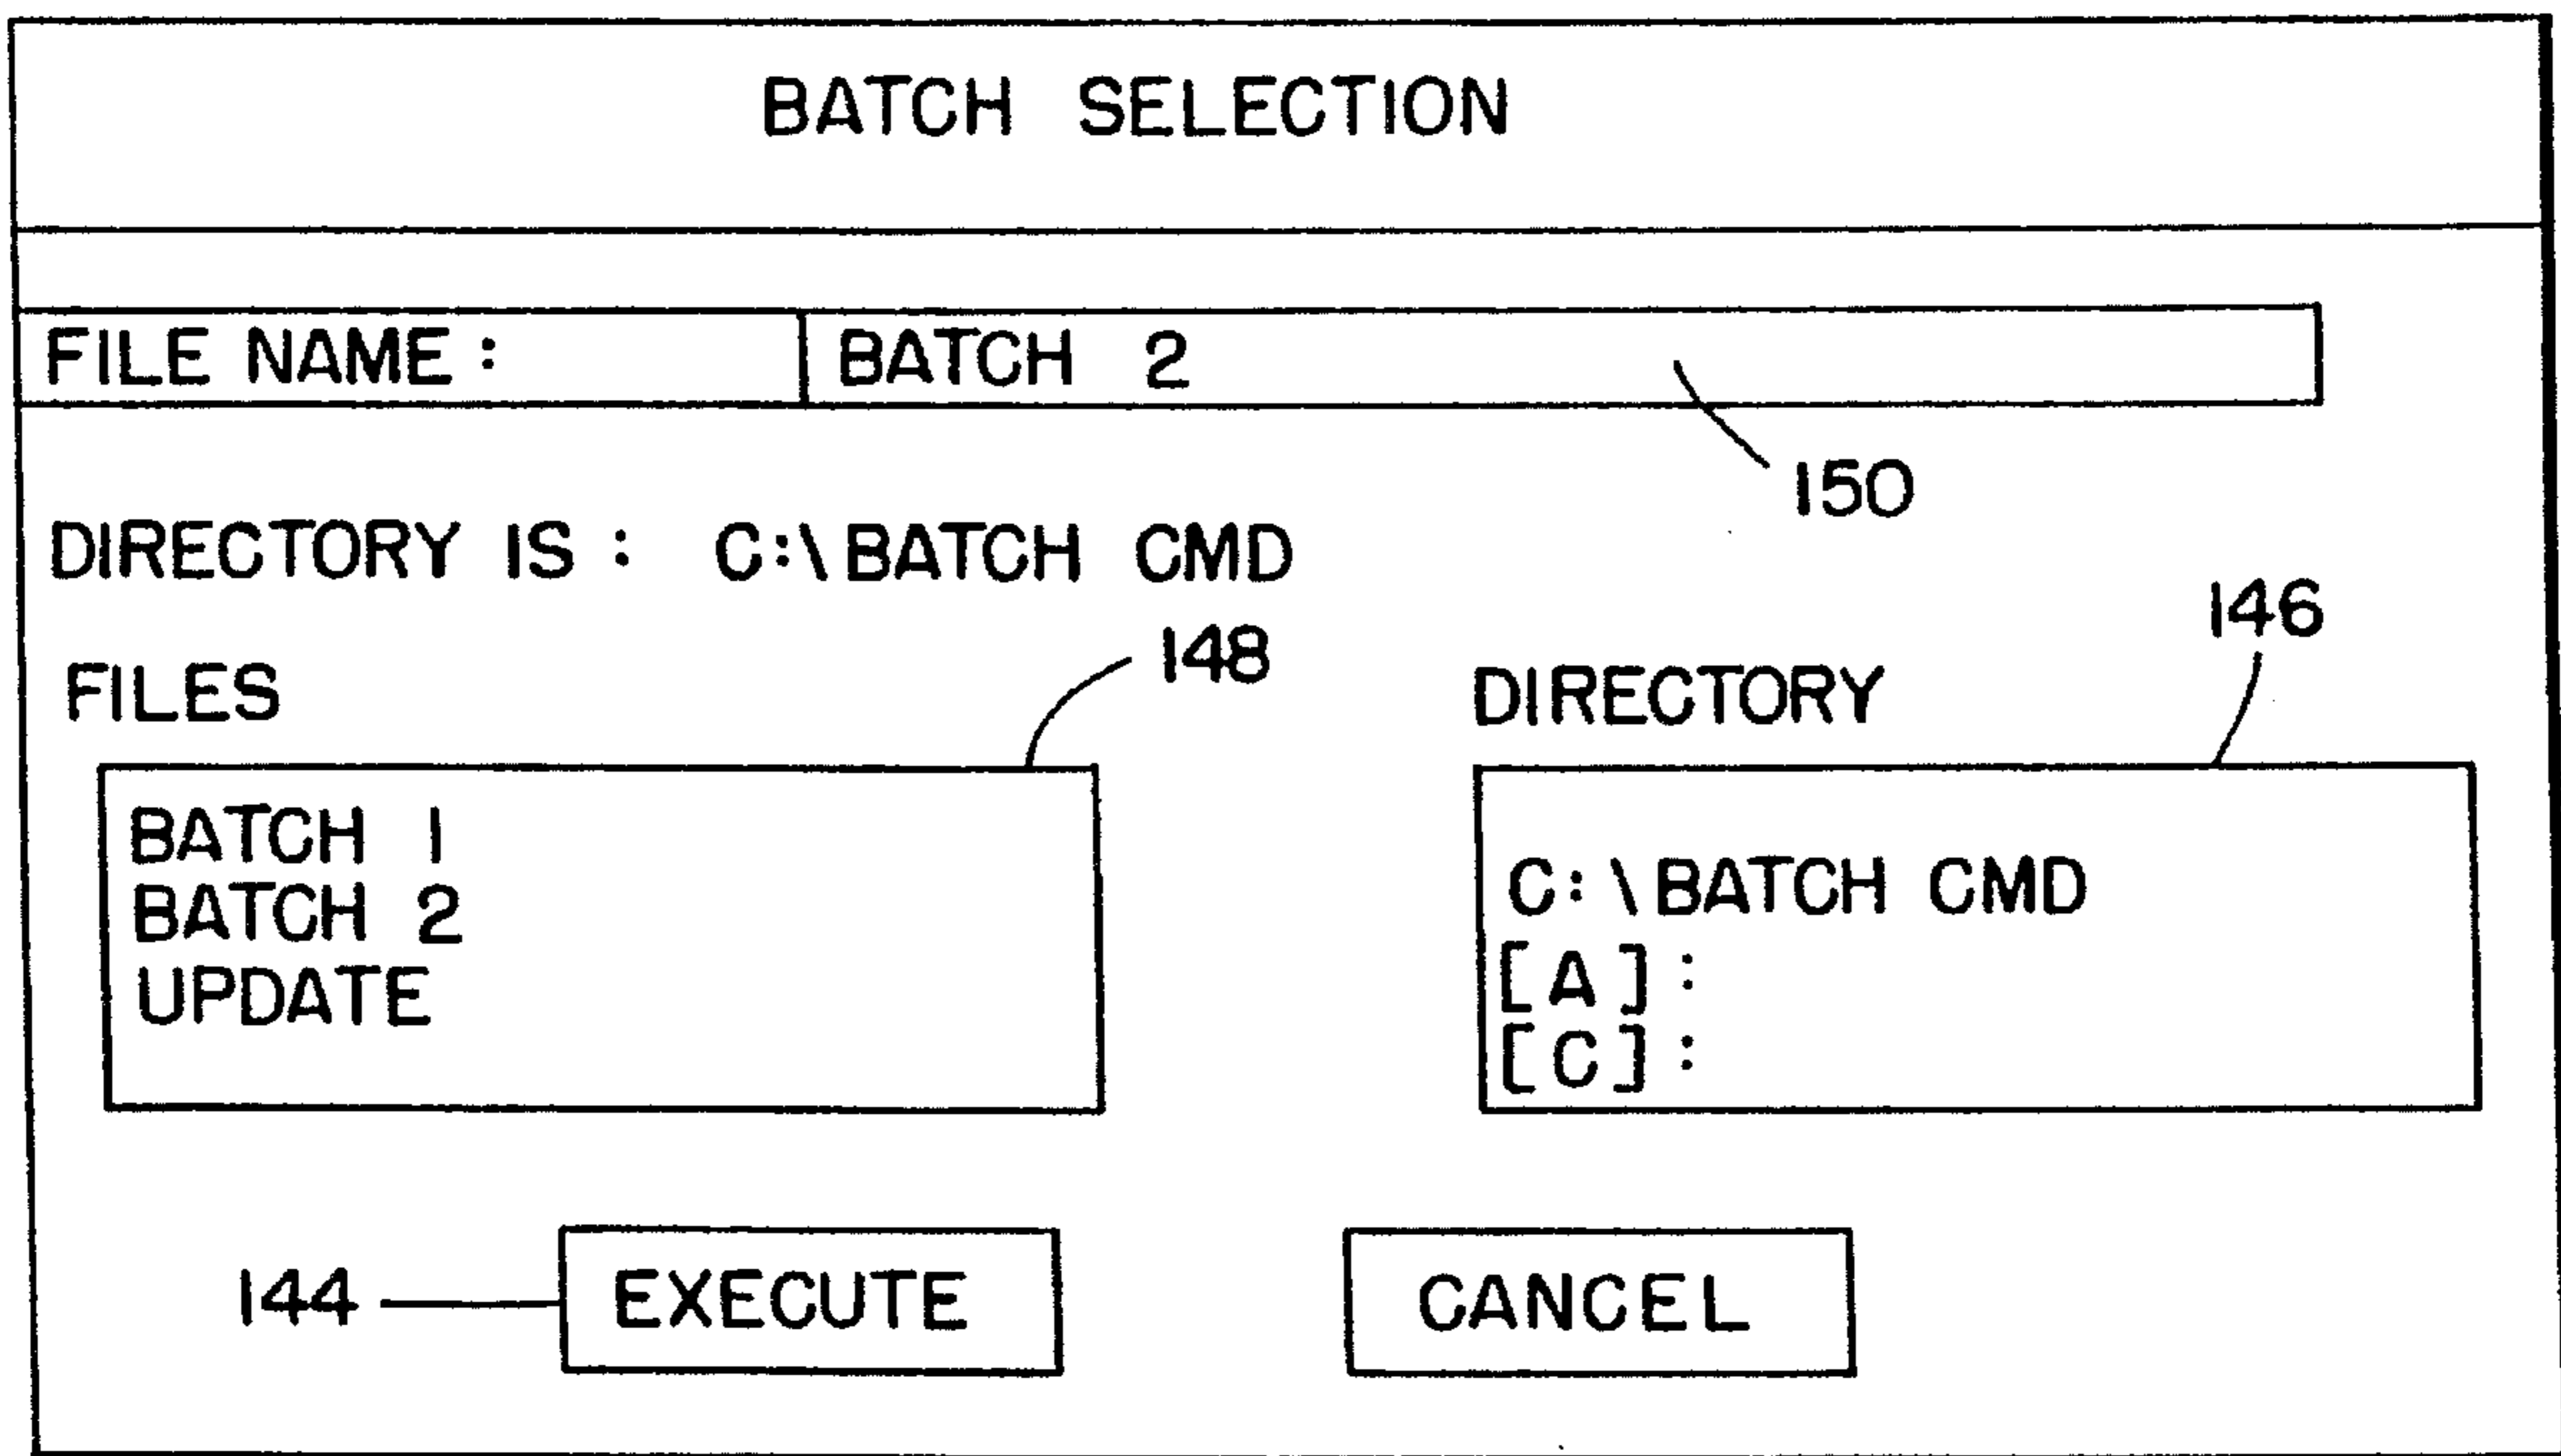 BATCH SELECTION
FILE NAME : BATCH 2
150
DIRECTORY IS : C:\BATCH CMD
146
148
FILES
DIRECTORY
BATCH 1
BATCH 2
UPDATE
C:\BATCH CMD
[A]:
[C]:
144
EXECUTE
CANCEL